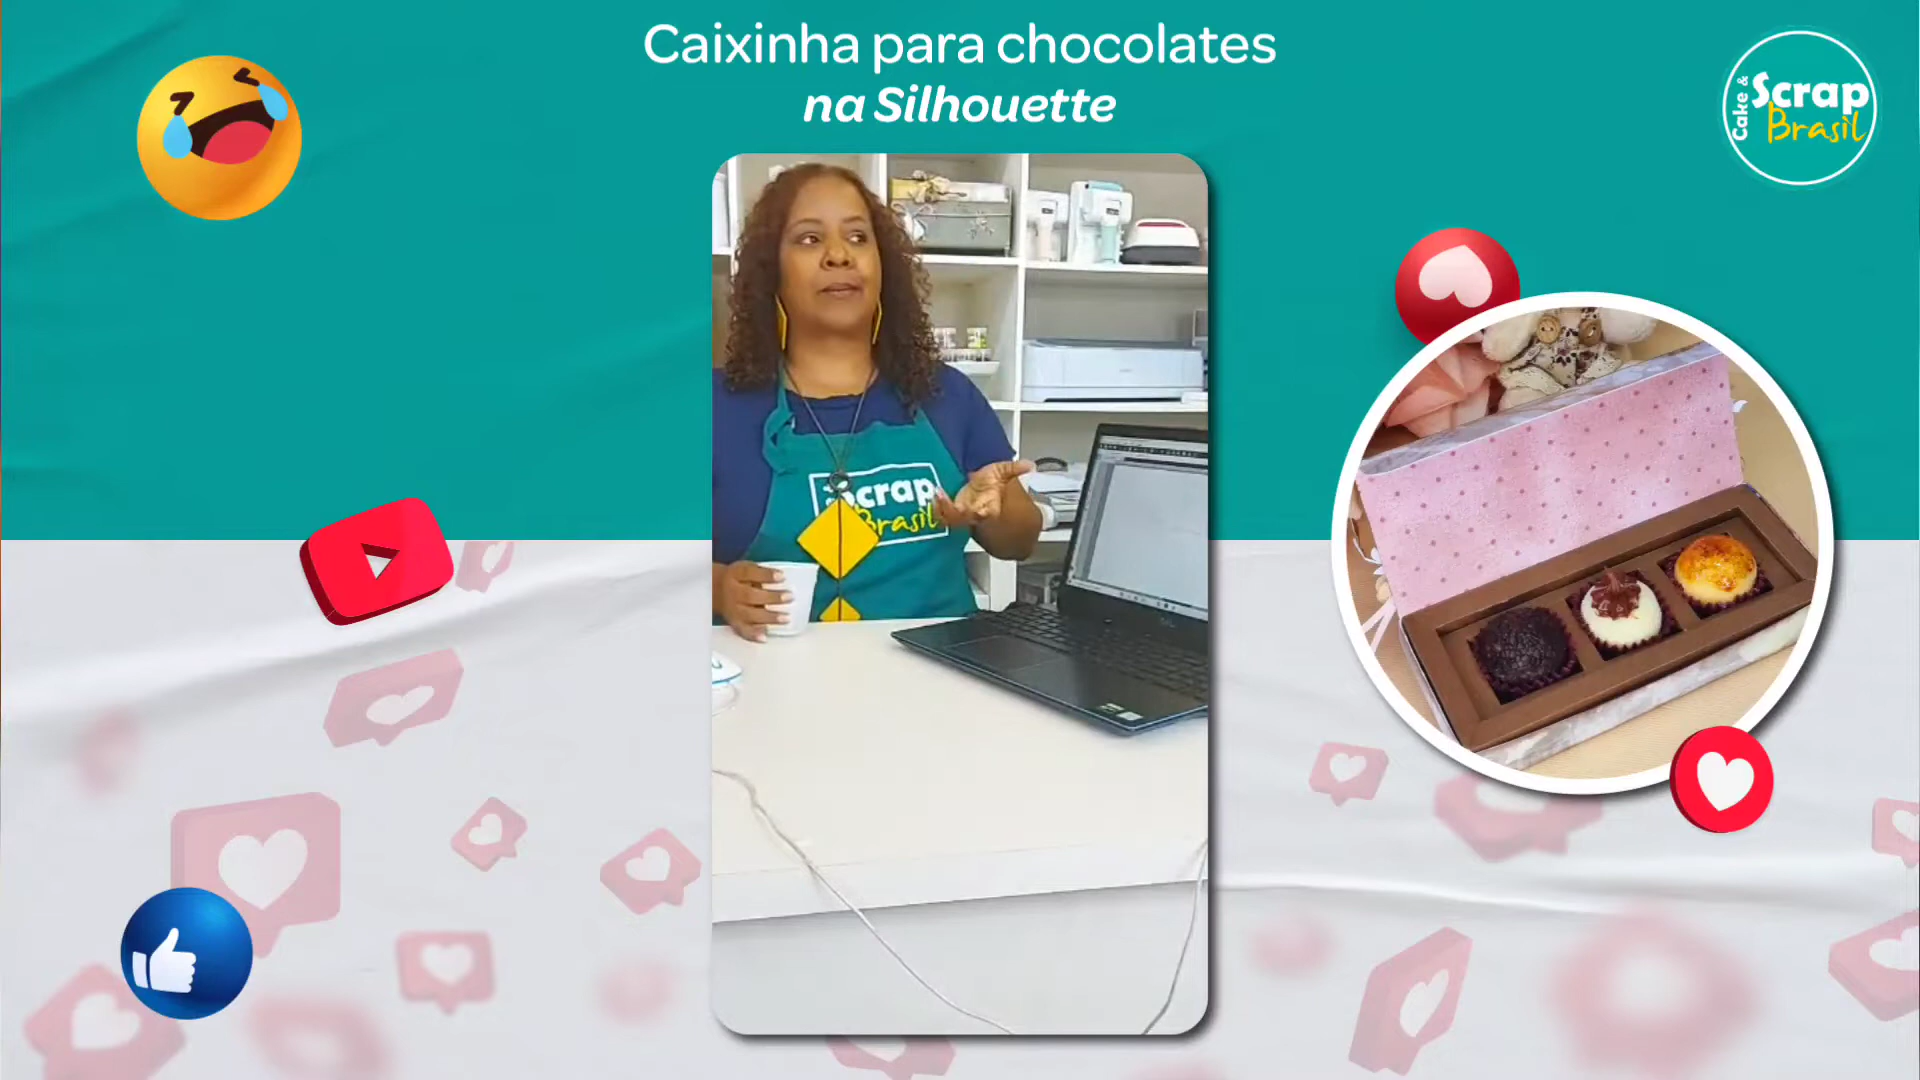 Caixinha para chocolates
na Silhouette
Cake &
Scrap
Brasil
Scrap
Brasil